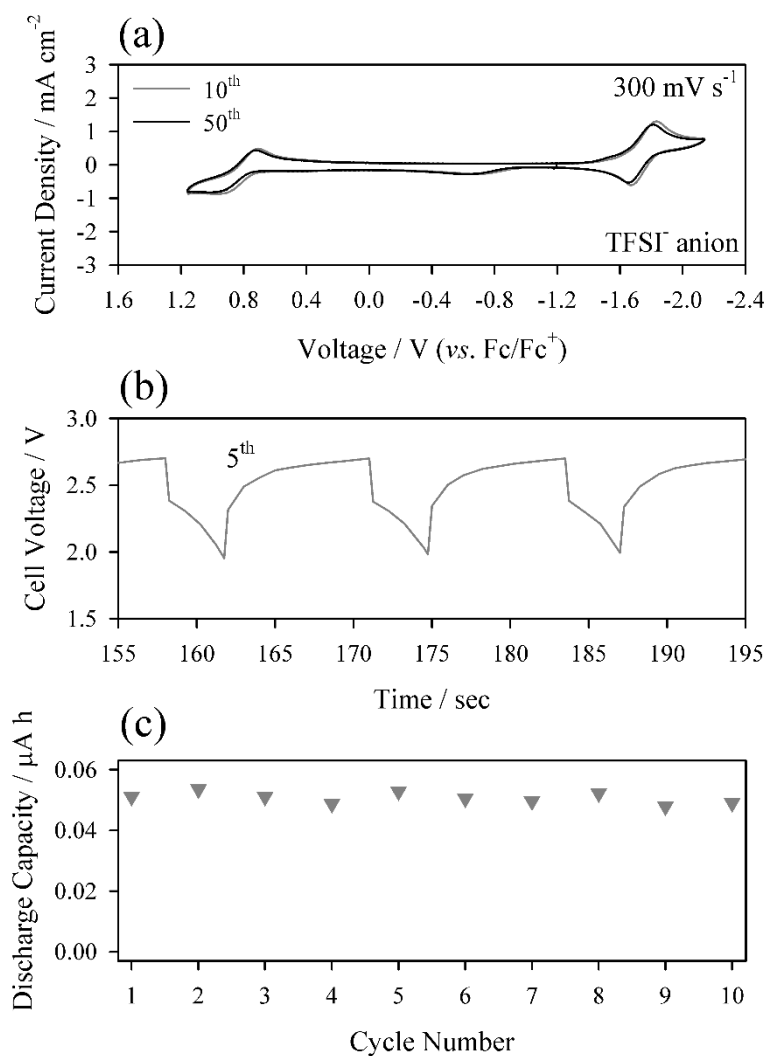 (a)
3
2
1
0
-1
-2
-3
Current Density / mA cm⁻²
10ᵗʰ
50ᵗʰ
300 mV s⁻¹
TFSI⁻ anion
1.6 1.2 0.8 0.4 0.0 -0.4 -0.8 -1.2 -1.6 -2.0 -2.4
Voltage / V (vs. Fc/Fc⁺)
(b)
3.0
2.5
2.0
1.5
Cell Voltage / V
5ᵗʰ
155 160 165 170 175 180 185 190 195
Time / sec
(c)
0.06
0.04
0.02
0.00
Discharge Capacity / μA h
1 2 3 4 5 6 7 8 9 10
Cycle Number